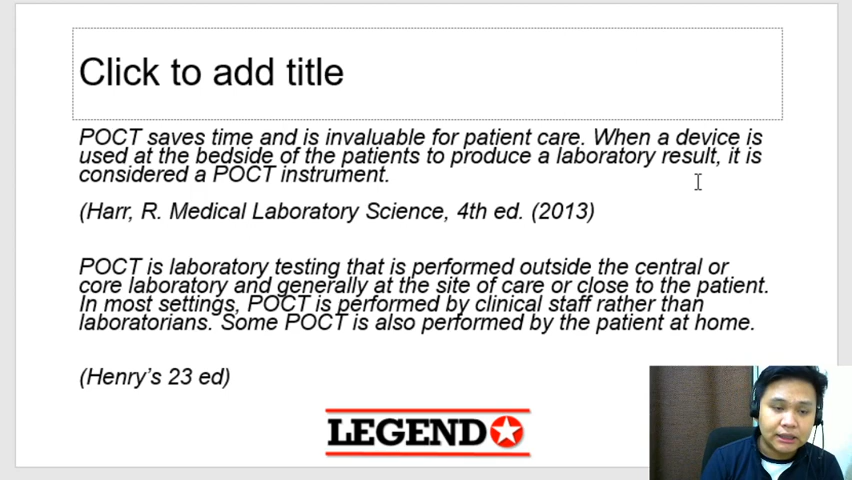 Click to add title
POCT saves time and is invaluable for patient care. When a device is
used at the bedside of the patients to produce a laboratory result, it is
considered a POCT instrument.
(Harr, R. Medical Laboratory Science, 4th ed. (2013)
POCT is laboratory testing that is performed outside the central or
core laboratory and generally at the site of care or close to the patient.
In most settings, POCT is performed by clinical staff rather than
laboratorians. Some POCT is also performed by the patient at home.
(Henry's 23 ed)
LEGEND